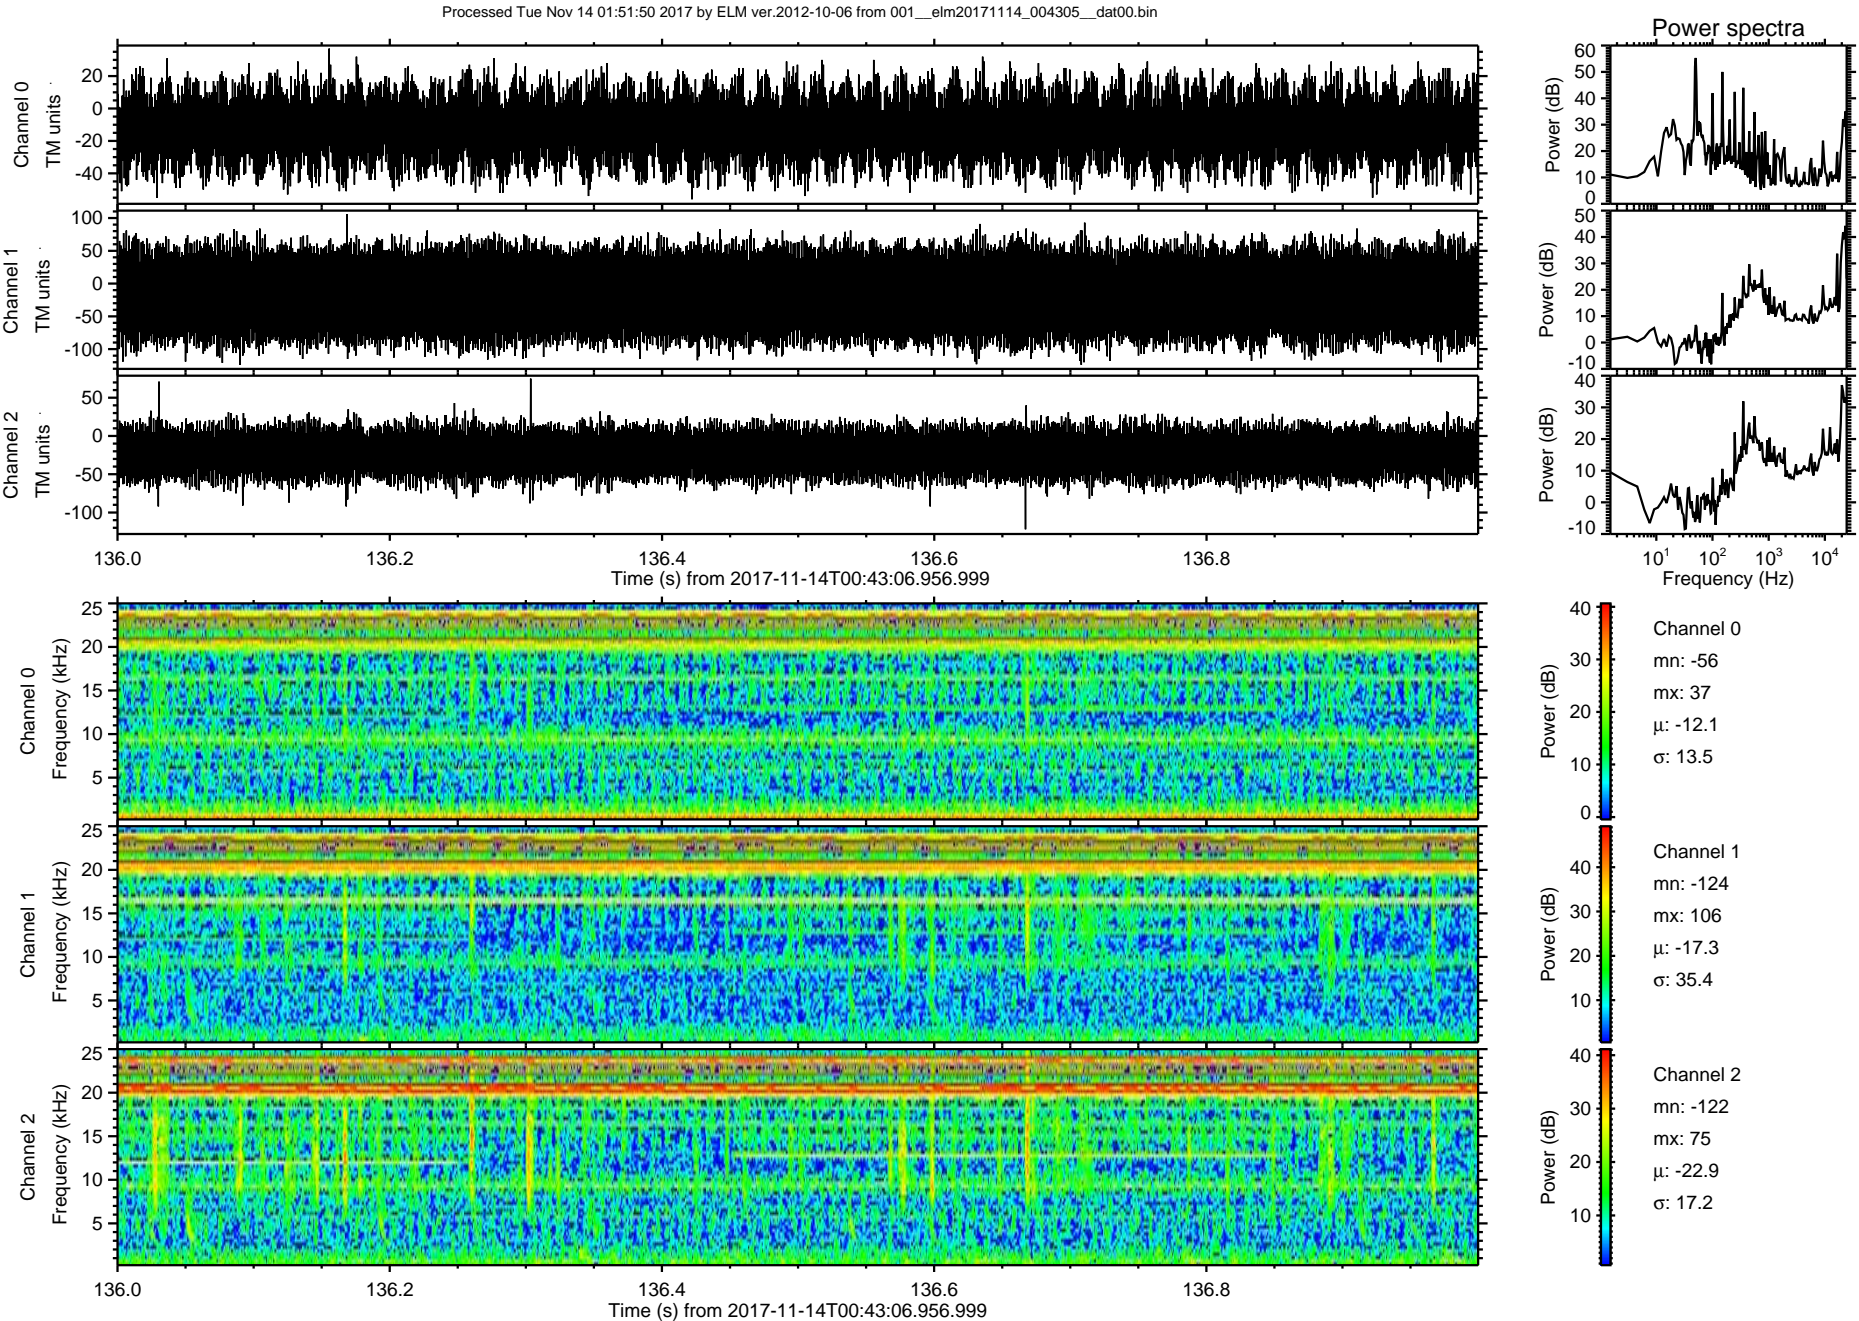 Processed Tue Nov 14 01:51:50 2017 by ELM ver.2012-10-06 from 001__elm20171114_004305__dat00.bin
Power spectra
Channel 0
TM units
20
0
-20
-40
Power (dB)
60
50
40
30
20
10
0
Channel 1
TM units
100
50
0
-50
-100
Power (dB)
50
40
30
20
10
0
-10
Channel 2
TM units
50
0
-50
-100
Power (dB)
40
30
20
10
0
-10
136.0 136.2 136.4 136.6 136.8
Time (s) from 2017-11-14T00:43:06.956.999
10^1 10^2 10^3 10^4
Frequency (Hz)
Channel 0
Frequency (kHz)
25
20
15
10
5
Power (dB)
40
30
20
10
0
Channel 0
mn: -56
mx: 37
μ: -12.1
σ: 13.5
Channel 1
Frequency (kHz)
25
20
15
10
5
Power (dB)
40
30
20
10
Channel 1
mn: -124
mx: 106
μ: -17.3
σ: 35.4
Channel 2
Frequency (kHz)
25
20
15
10
5
Power (dB)
40
30
20
10
Channel 2
mn: -122
mx: 75
μ: -22.9
σ: 17.2
136.0 136.2 136.4 136.6 136.8
Time (s) from 2017-11-14T00:43:06.956.999